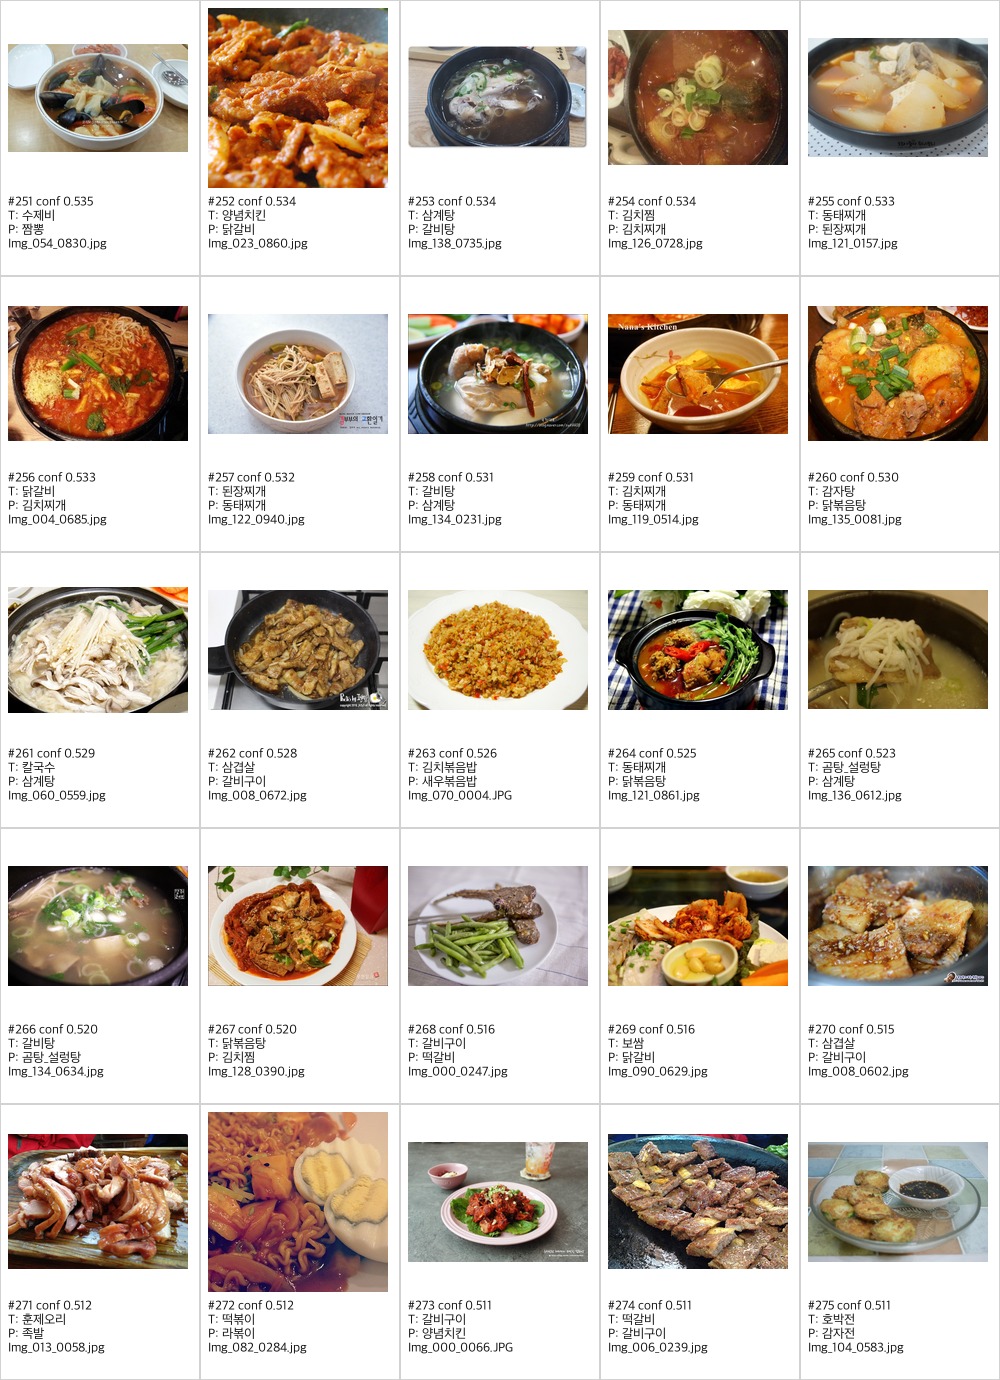 #251 conf 0.535
T: 수제비
P: 짬뽕
Img_054_0830.jpg
#252 conf 0.534
T: 양념치킨
P: 닭갈비
Img_023_0860.jpg
#253 conf 0.534
T: 삼계탕
P: 갈비탕
Img_138_0735.jpg
#254 conf 0.534
T: 김치찜
P: 김치찌개
Img_126_0728.jpg
#255 conf 0.533
T: 동태찌개
P: 된장찌개
Img_121_0157.jpg
Nana's Kitchen
#256 conf 0.533
T: 닭갈비
P: 김치찌개
Img_004_0685.jpg
#257 conf 0.532
T: 된장찌개
P: 동태찌개
Img_122_0940.jpg
#258 conf 0.531
T: 갈비탕
P: 삼계탕
Img_134_0231.jpg
#259 conf 0.531
T: 김치찌개
P: 동태찌개
Img_119_0514.jpg
#260 conf 0.530
T: 감자탕
P: 닭볶음탕
Img_135_0081.jpg
#261 conf 0.529
T: 칼국수
P: 삼계탕
Img_060_0559.jpg
#262 conf 0.528
T: 삼겹살
P: 갈비구이
Img_008_0672.jpg
#263 conf 0.526
T: 김치볶음밥
P: 새우볶음밥
Img_070_0004.JPG
#264 conf 0.525
T: 동태찌개
P: 닭볶음탕
Img_121_0861.jpg
#265 conf 0.523
T: 곰탕_설렁탕
P: 삼계탕
Img_136_0612.jpg
#266 conf 0.520
T: 갈비탕
P: 곰탕_설렁탕
Img_134_0634.jpg
#267 conf 0.520
T: 닭볶음탕
P: 김치찜
Img_128_0390.jpg
#268 conf 0.516
T: 갈비구이
P: 떡갈비
Img_000_0247.jpg
#269 conf 0.516
T: 보쌈
P: 닭갈비
Img_090_0629.jpg
#270 conf 0.515
T: 삼겹살
P: 갈비구이
Img_008_0602.jpg
#271 conf 0.512
T: 훈제오리
P: 족발
Img_013_0058.jpg
#272 conf 0.512
T: 떡볶이
P: 라볶이
Img_082_0284.jpg
#273 conf 0.511
T: 갈비구이
P: 양념치킨
Img_000_0066.JPG
#274 conf 0.511
T: 떡갈비
P: 갈비구이
Img_006_0239.jpg
#275 conf 0.511
T: 호박전
P: 감자전
Img_104_0583.jpg